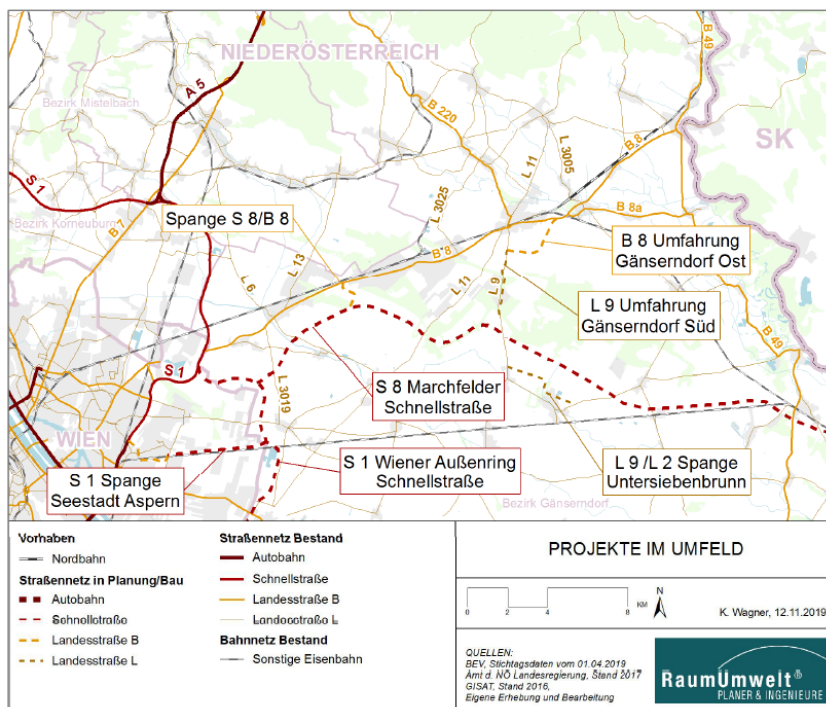 NIEDERÖSTERREICH
B 49
Bezirk Mistelbach
A 5
B 220
SK
S 1
L 11
L 3005
B 8
Spange S 8/B 8
L 3025
B 8a
Bezirk Korneuburg
B 7
B 8 Umfahrung
Gänserndorf Ost
L 13
L 6
B 8
L 11
L 9
L 9 Umfahrung
Gänserndorf Süd
B 49
S 1
S 8 Marchfelder
Schnellstraße
L 3019
WIEN
S 1 Spange
Seestadt Aspern
S 1 Wiener Außenring
Schnellstraße
L 9 /L 2 Spange
Untersiebenbrunn
Bezirk Gänserndorf
Vorhaben
Nordbahn
Straßennetz in Planung/Bau
Autobahn
Schnellstraße
Landesstraße B
Landesstraße L
Straßennetz Bestand
Autobahn
Schnellstraße
Landesstraße B
Landesstraße L
Bahnnetz Bestand
Sonstige Eisenbahn
PROJEKTE IM UMFELD
0 2 4 8 KM
N
K. Wagner, 12.11.2019
QUELLEN:
BEV, Stichtagsdaten vom 01.04.2019
Amt d. NÖ Landesregierung, Stand 2017
GISAT, Stand 2016,
Eigene Erhebung und Bearbeitung
RaumUmwelt®
PLANER & INGENIEURE